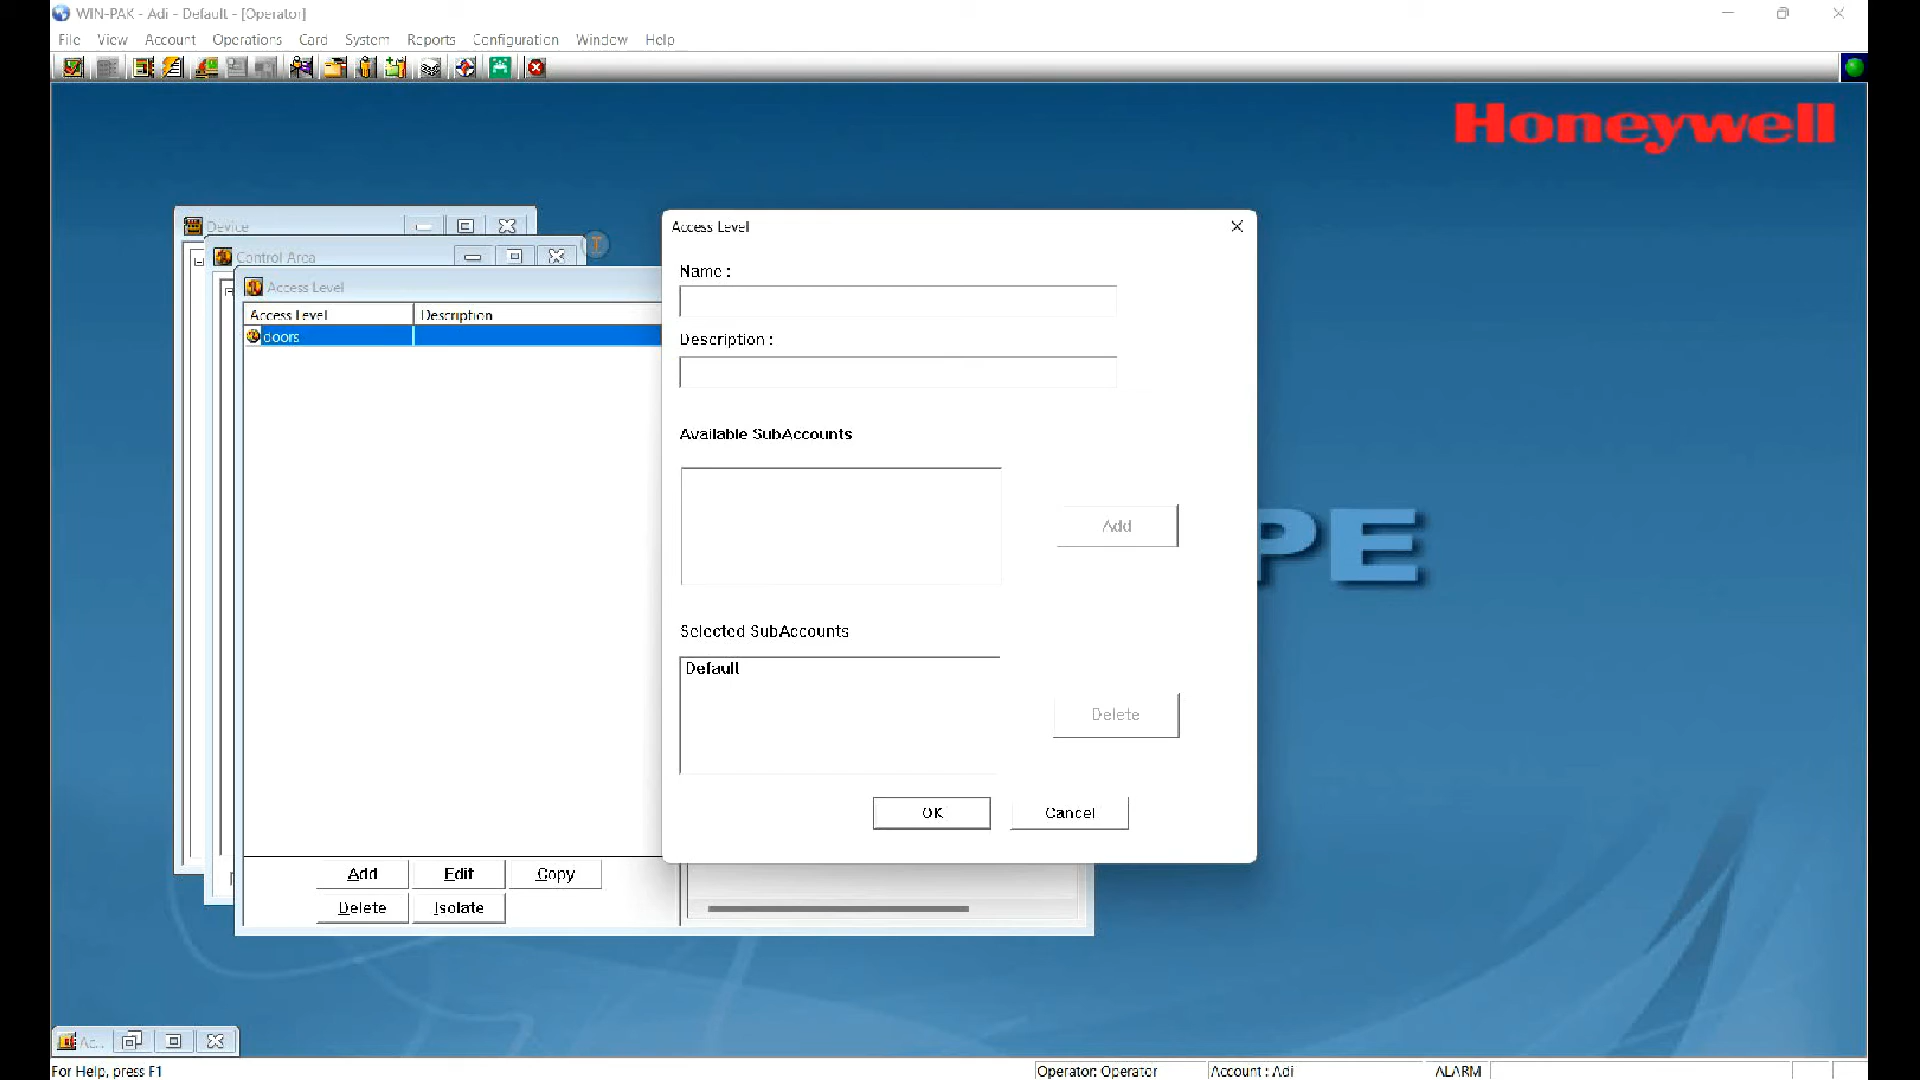 WIN-PAK - Adi - Default - [Operator]
File View Account Operations Card System Reports Configuration Window Help
Honeywell
Device
Control Area
Access Level
Access Level Description
doors
Access Level
Name :
Description :
Available SubAccounts
Add
Selected SubAccounts
Default
Delete
OK Cancel
PE
Add Edit Copy
Delete Isolate
Ac...
For Help, press F1
Operator: Operator Account : Adi ALARM